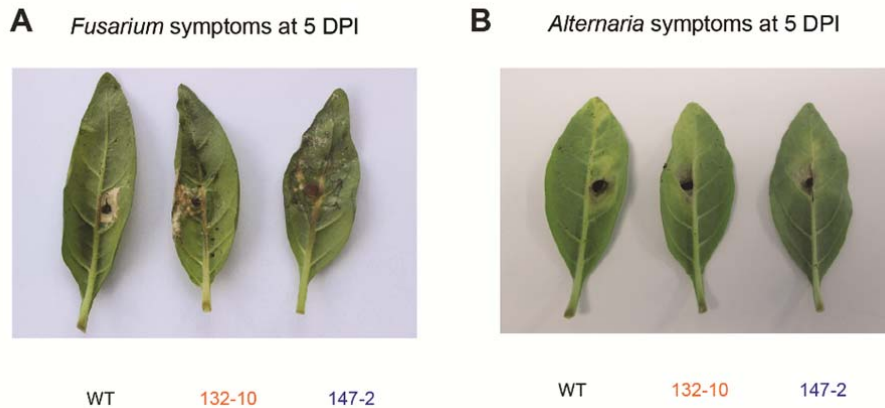 A Fusarium symptoms at 5 DPI
WT 132-10 147-2
B Alternaria symptoms at 5 DPI
WT 132-10 147-2